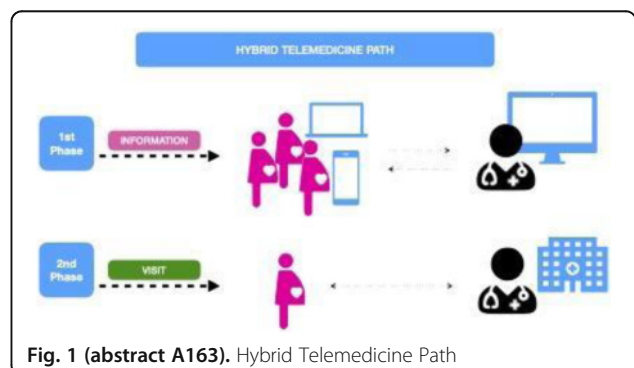 HYBRID TELEMEDICINE PATH
1st
Phase
INFORMATION
2nd
Phase
VISIT
Fig. 1 (abstract A163). Hybrid Telemedicine Path